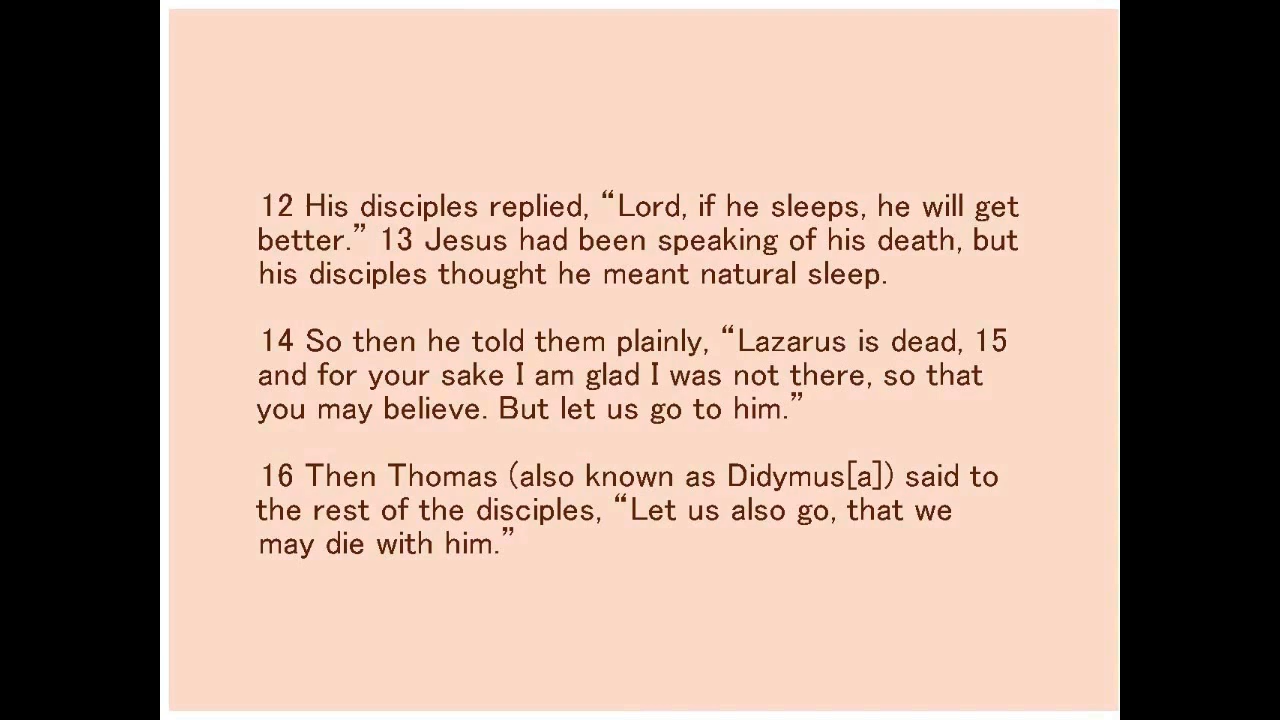 12 His disciples replied, “Lord, if he sleeps, he will get
better.” 13 Jesus had been speaking of his death, but
his disciples thought he meant natural sleep.
14 So then he told them plainly, “Lazarus is dead, 15
and for your sake I am glad I was not there, so that
you may believe. But let us go to him.”
16 Then Thomas (also known as Didymus[a]) said to
the rest of the disciples, “Let us also go, that we
may die with him.”